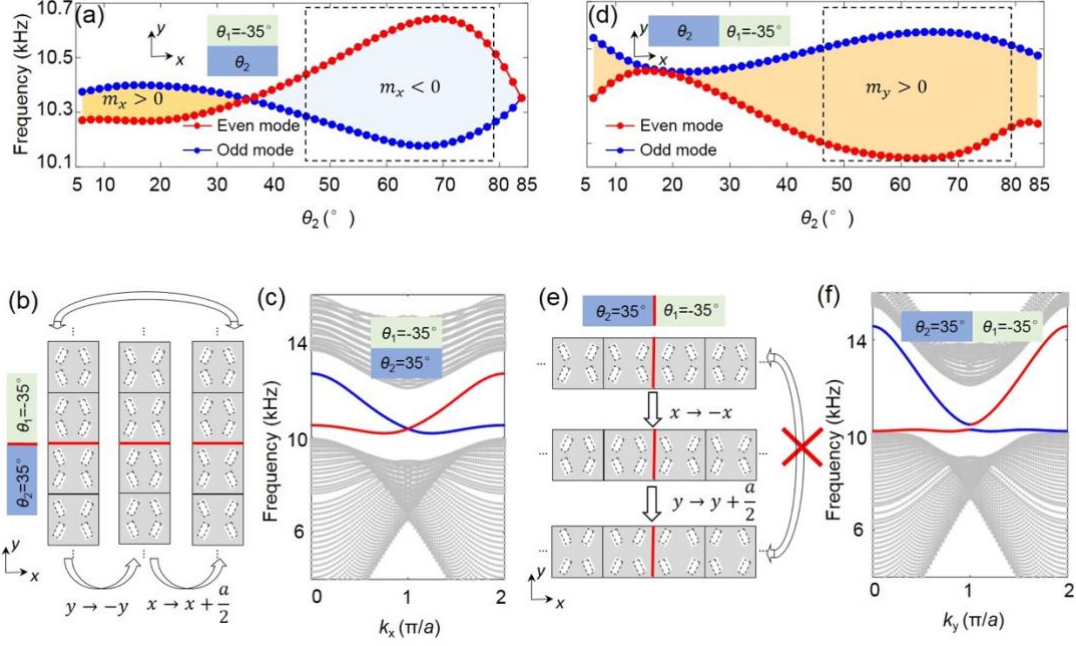 (a)
10.7
10.5
10.3
10.1
Frequency (kHz)
y
x
θ₁=-35°
θ₂
mₓ > 0
mₓ < 0
Even mode
Odd mode
5 10 20 30 40 50 60 70 80 85
θ₂ (°)
(d)
y
x
θ₂ θ₁=-35°
m_y > 0
Even mode
Odd mode
5 10 20 30 40 50 60 70 80 85
θ₂ (°)
(b)
θ₁=-35°
θ₂=35°
y
x
y → −y
x → x + a/2
(c)
θ₁=-35°
θ₂=35°
14
10
6
Frequency (kHz)
0 1 2
kₓ (π/a)
(e)
θ₂=35° θ₁=-35°
x → −x
y → y + a/2
y
x
(f)
θ₂=35° θ₁=-35°
14
10
6
Frequency (kHz)
0 1 2
k_y (π/a)